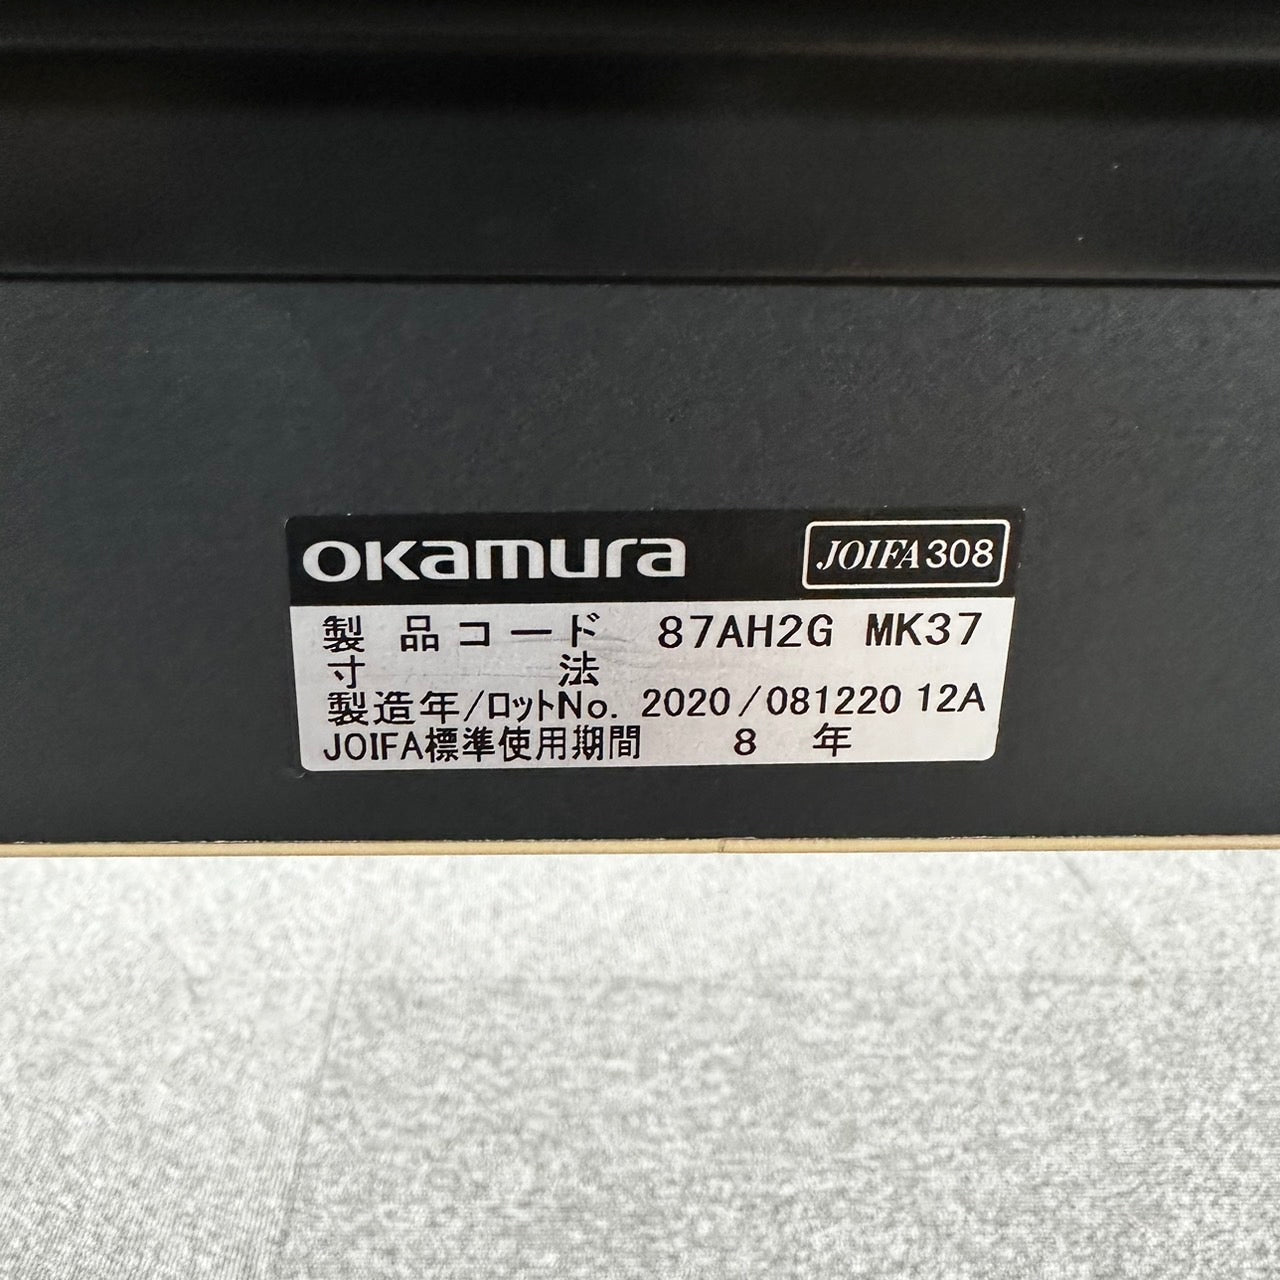 okamura JOIFA308
製品コード 87AH2G MK37
寸法
製造年/ロットNo. 2020/081220 12A
JOIFA標準使用期間 8 年